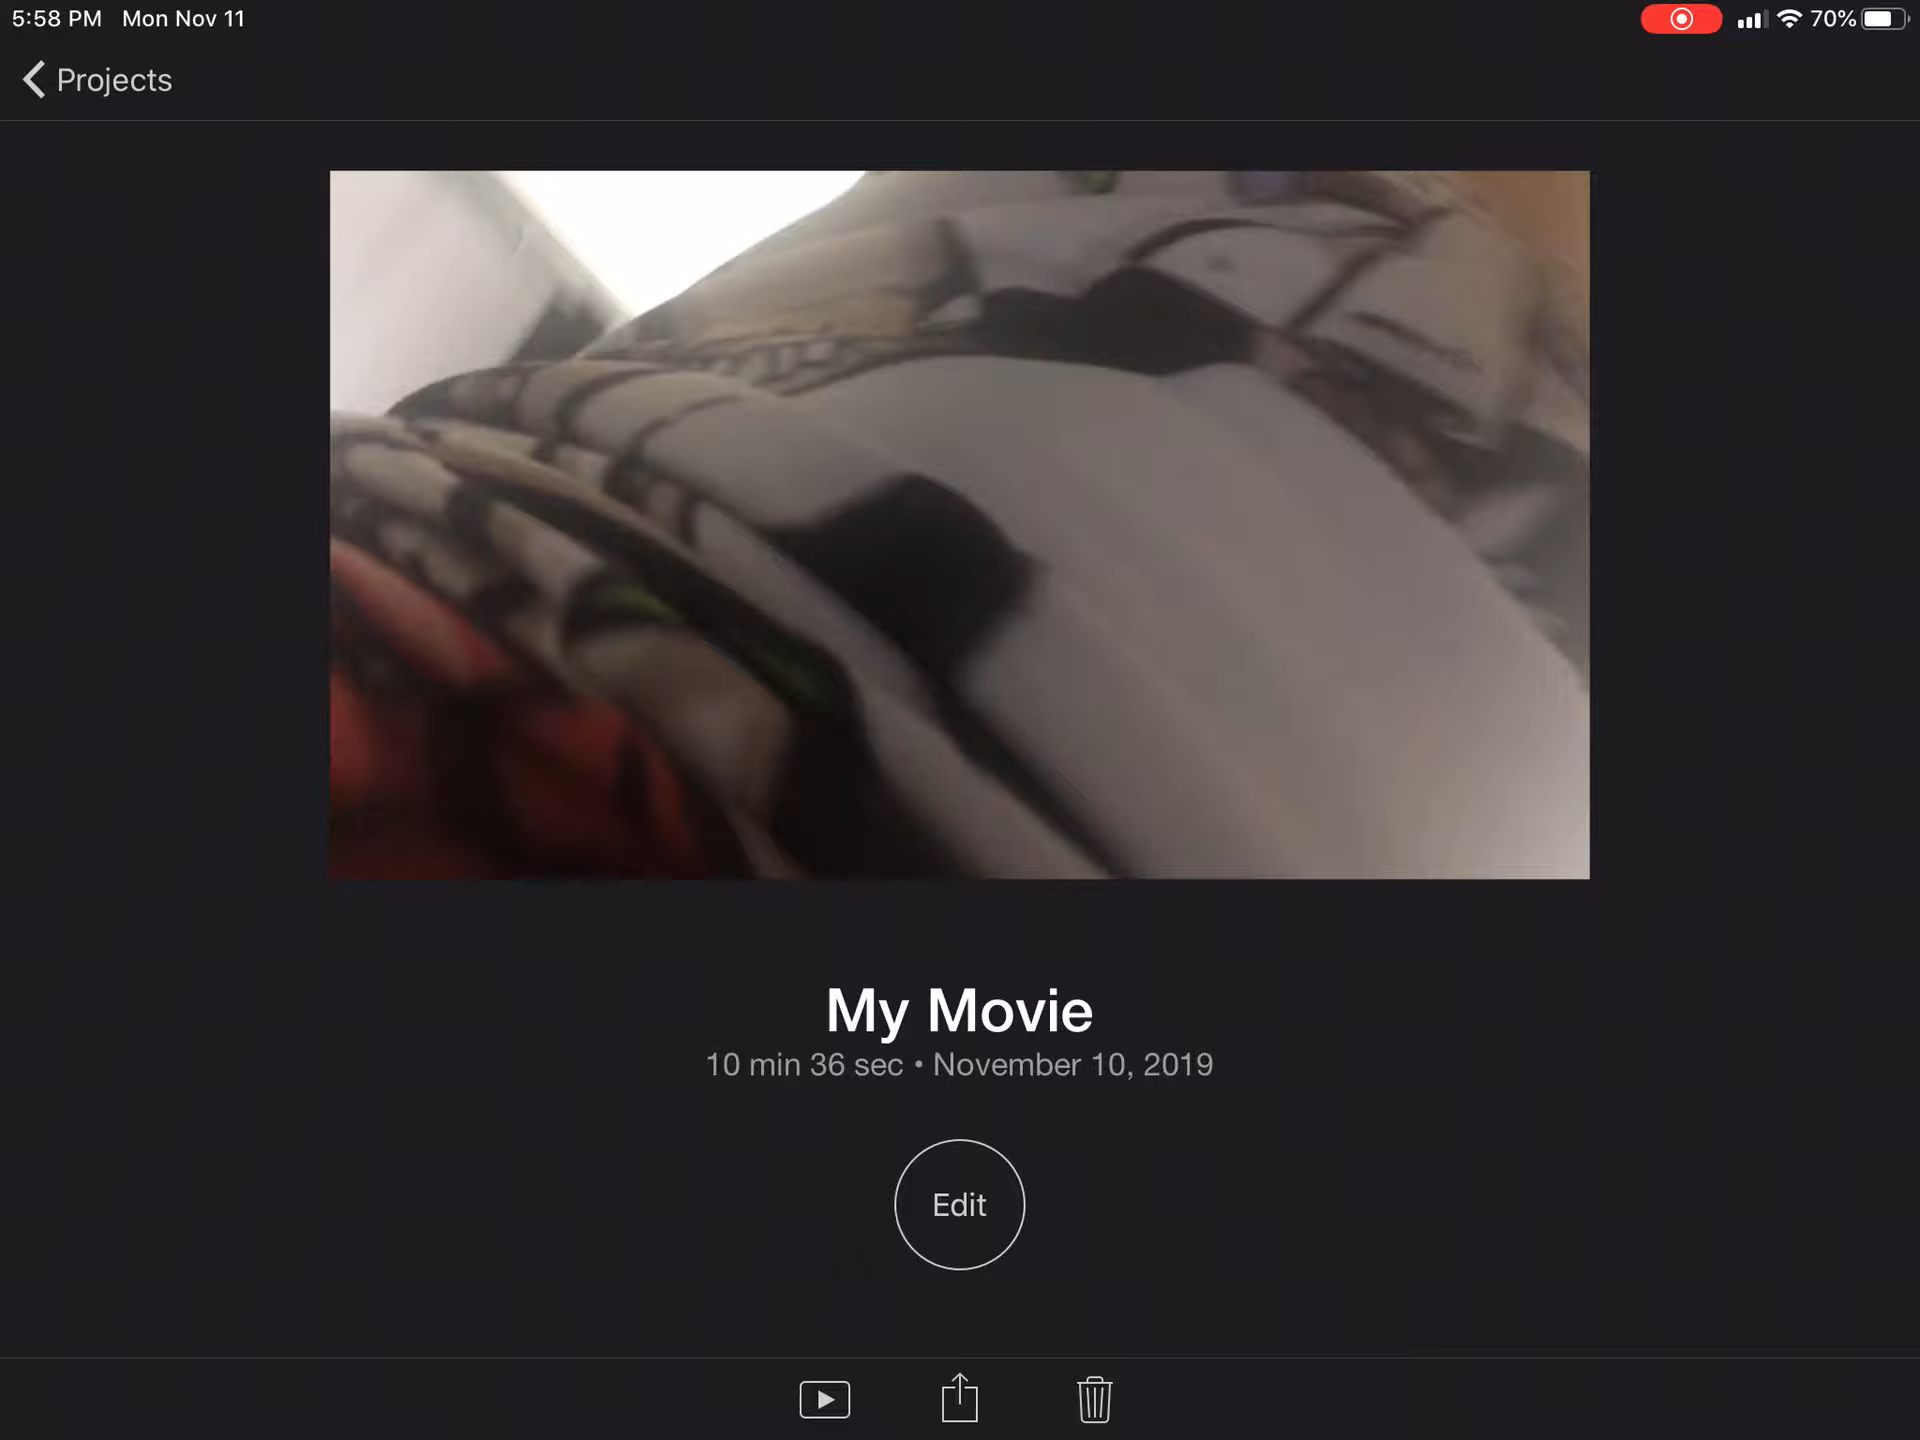 5:58 PM Mon Nov 11
70%
Projects
My Movie
10 min 36 sec • November 10, 2019
Edit